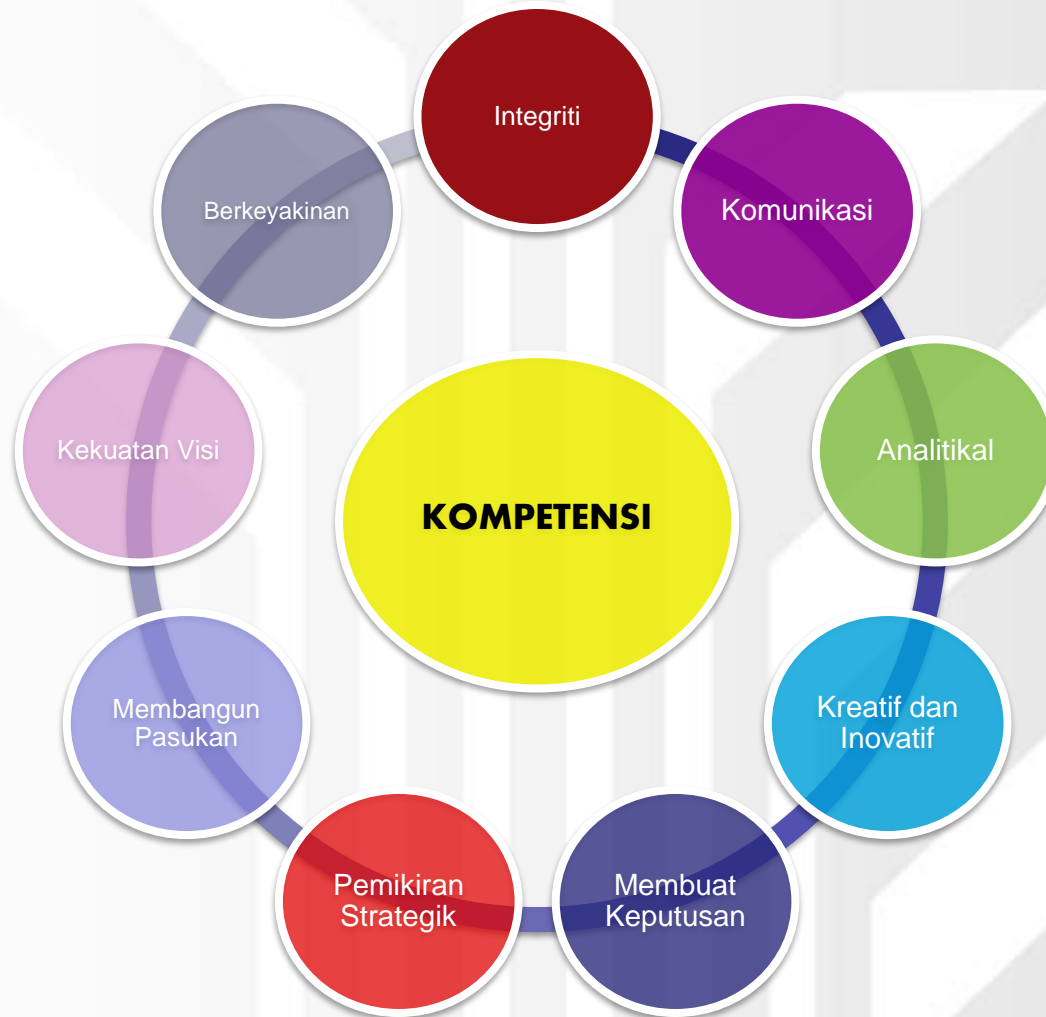 Integriti
Komunikasi
Analitikal
Kreatif dan
Inovatif
Membuat
Keputusan
Pemikiran
Strategik
Membangun
Pasukan
Kekuatan Visi
Berkeyakinan
KOMPETENSI